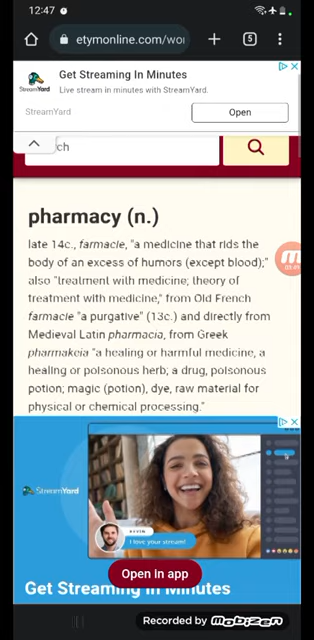 12:47
etymonline.com/wor
5
Get Streaming In Minutes
StreamYard
Live stream in minutes with StreamYard.
StreamYard
Open
ch
pharmacy (n.)
late 14c., farmacie, "a medicine that rids the
body of an excess of humors (except blood);"
also "treatment with medicine; theory of
treatment with medicine," from Old French
farmacie "a purgative" (13c.) and directly from
Medieval Latin pharmacia, from Greek
pharmakeia "a healing or harmful medicine, a
healing or poisonous herb; a drug, poisonous
potion; magic (potion), dye, raw material for
physical or chemical processing."
StreamYard
I love your stream!
Open in app
Get Streaming In Minutes
Recorded by mobizen